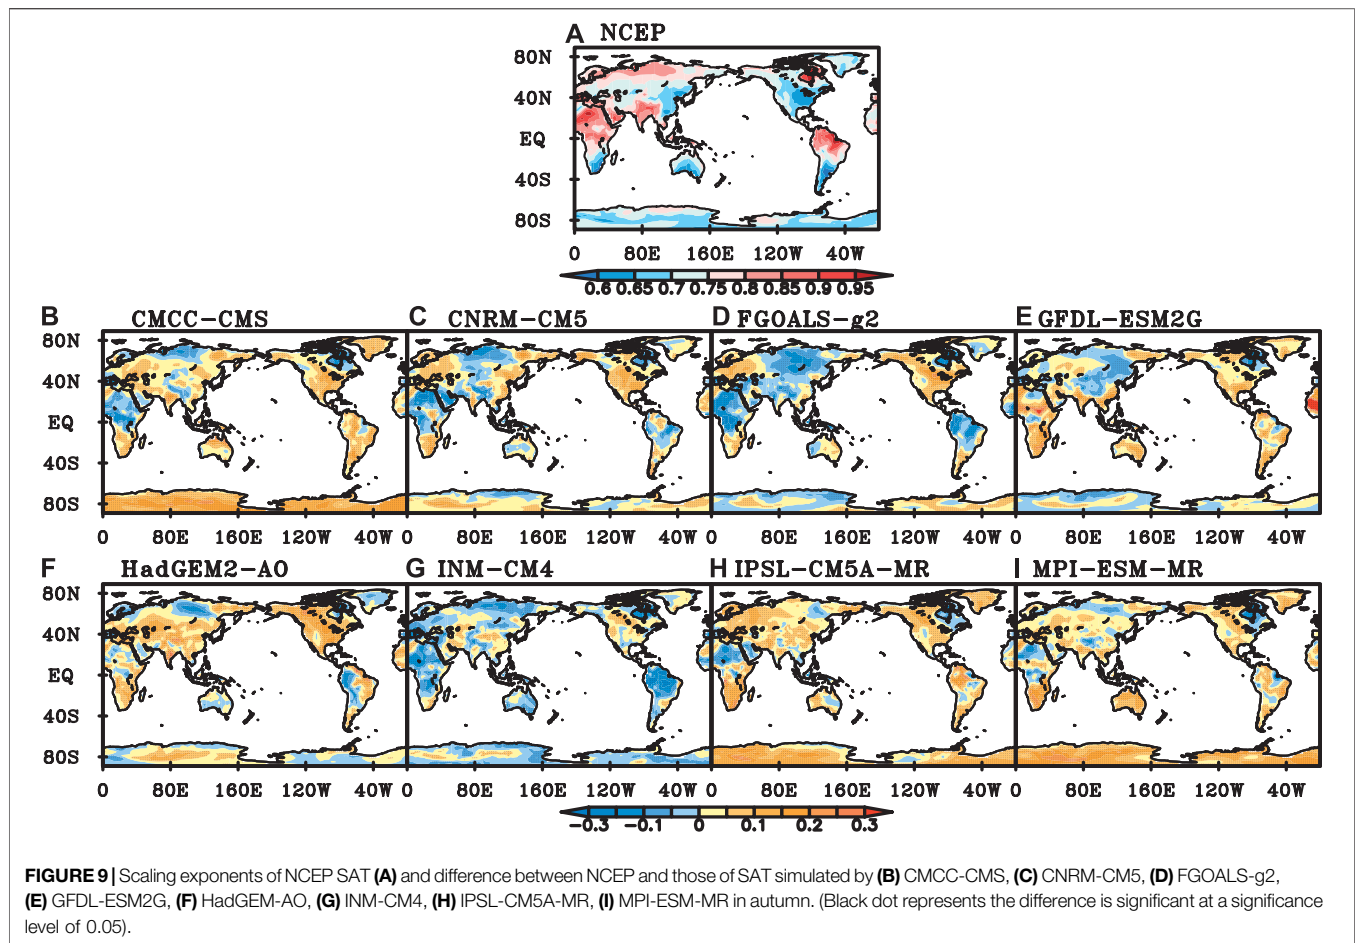 A NCEP
80N
40N
EQ
40S
80S
0 80E 160E 120W 40W
0.6 0.65 0.7 0.75 0.8 0.85 0.9 0.95
B CMCC-CMS C CNRM-CM5 D FGOALS-g2 E GFDL-ESM2G
80N
40N
EQ
40S
80S
0 80E 160E 120W 40W 0 80E 160E 120W 40W 0 80E 160E 120W 40W 0 80E 160E 120W 40W
F HadGEM2-AO G INM-CM4 H IPSL-CM5A-MR I MPI-ESM-MR
80N
40N
EQ
40S
80S
0 80E 160E 120W 40W 0 80E 160E 120W 40W 0 80E 160E 120W 40W 0 80E 160E 120W 40W
-0.3 -0.1 0 0.1 0.2 0.3
FIGURE 9 | Scaling exponents of NCEP SAT (A) and difference between NCEP and those of SAT simulated by (B) CMCC-CMS, (C) CNRM-CM5, (D) FGOALS-g2,
(E) GFDL-ESM2G, (F) HadGEM-AO, (G) INM-CM4, (H) IPSL-CM5A-MR, (I) MPI-ESM-MR in autumn. (Black dot represents the difference is significant at a significance
level of 0.05).